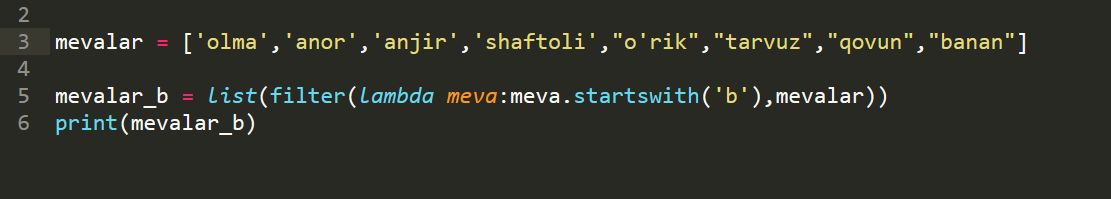 2
3 mevalar = ['olma','anor','anjir','shaftoli',"o'rik","tarvuz","qovun","banan"]
4
5 mevalar_b = list(filter(lambda meva:meva.startswith('b'),mevalar))
6 print(mevalar_b)